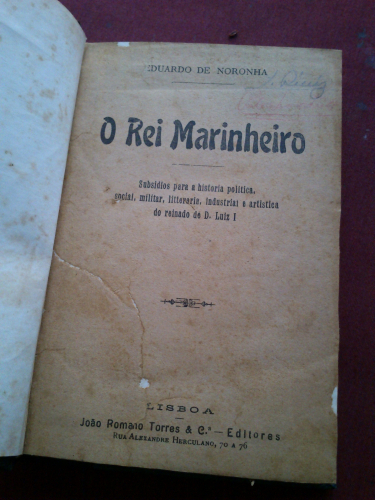 EDUARDO DE NORONHA
O Rei Marinheiro
Subsidios para a historia politica,
social, militar, litteraria, industrial e artistica
do reinado de D. Luiz I
LISBOA
João Romano Torres & C.ª — Editores
RUA ALEXANDRE HERCULANO, 70 A 76